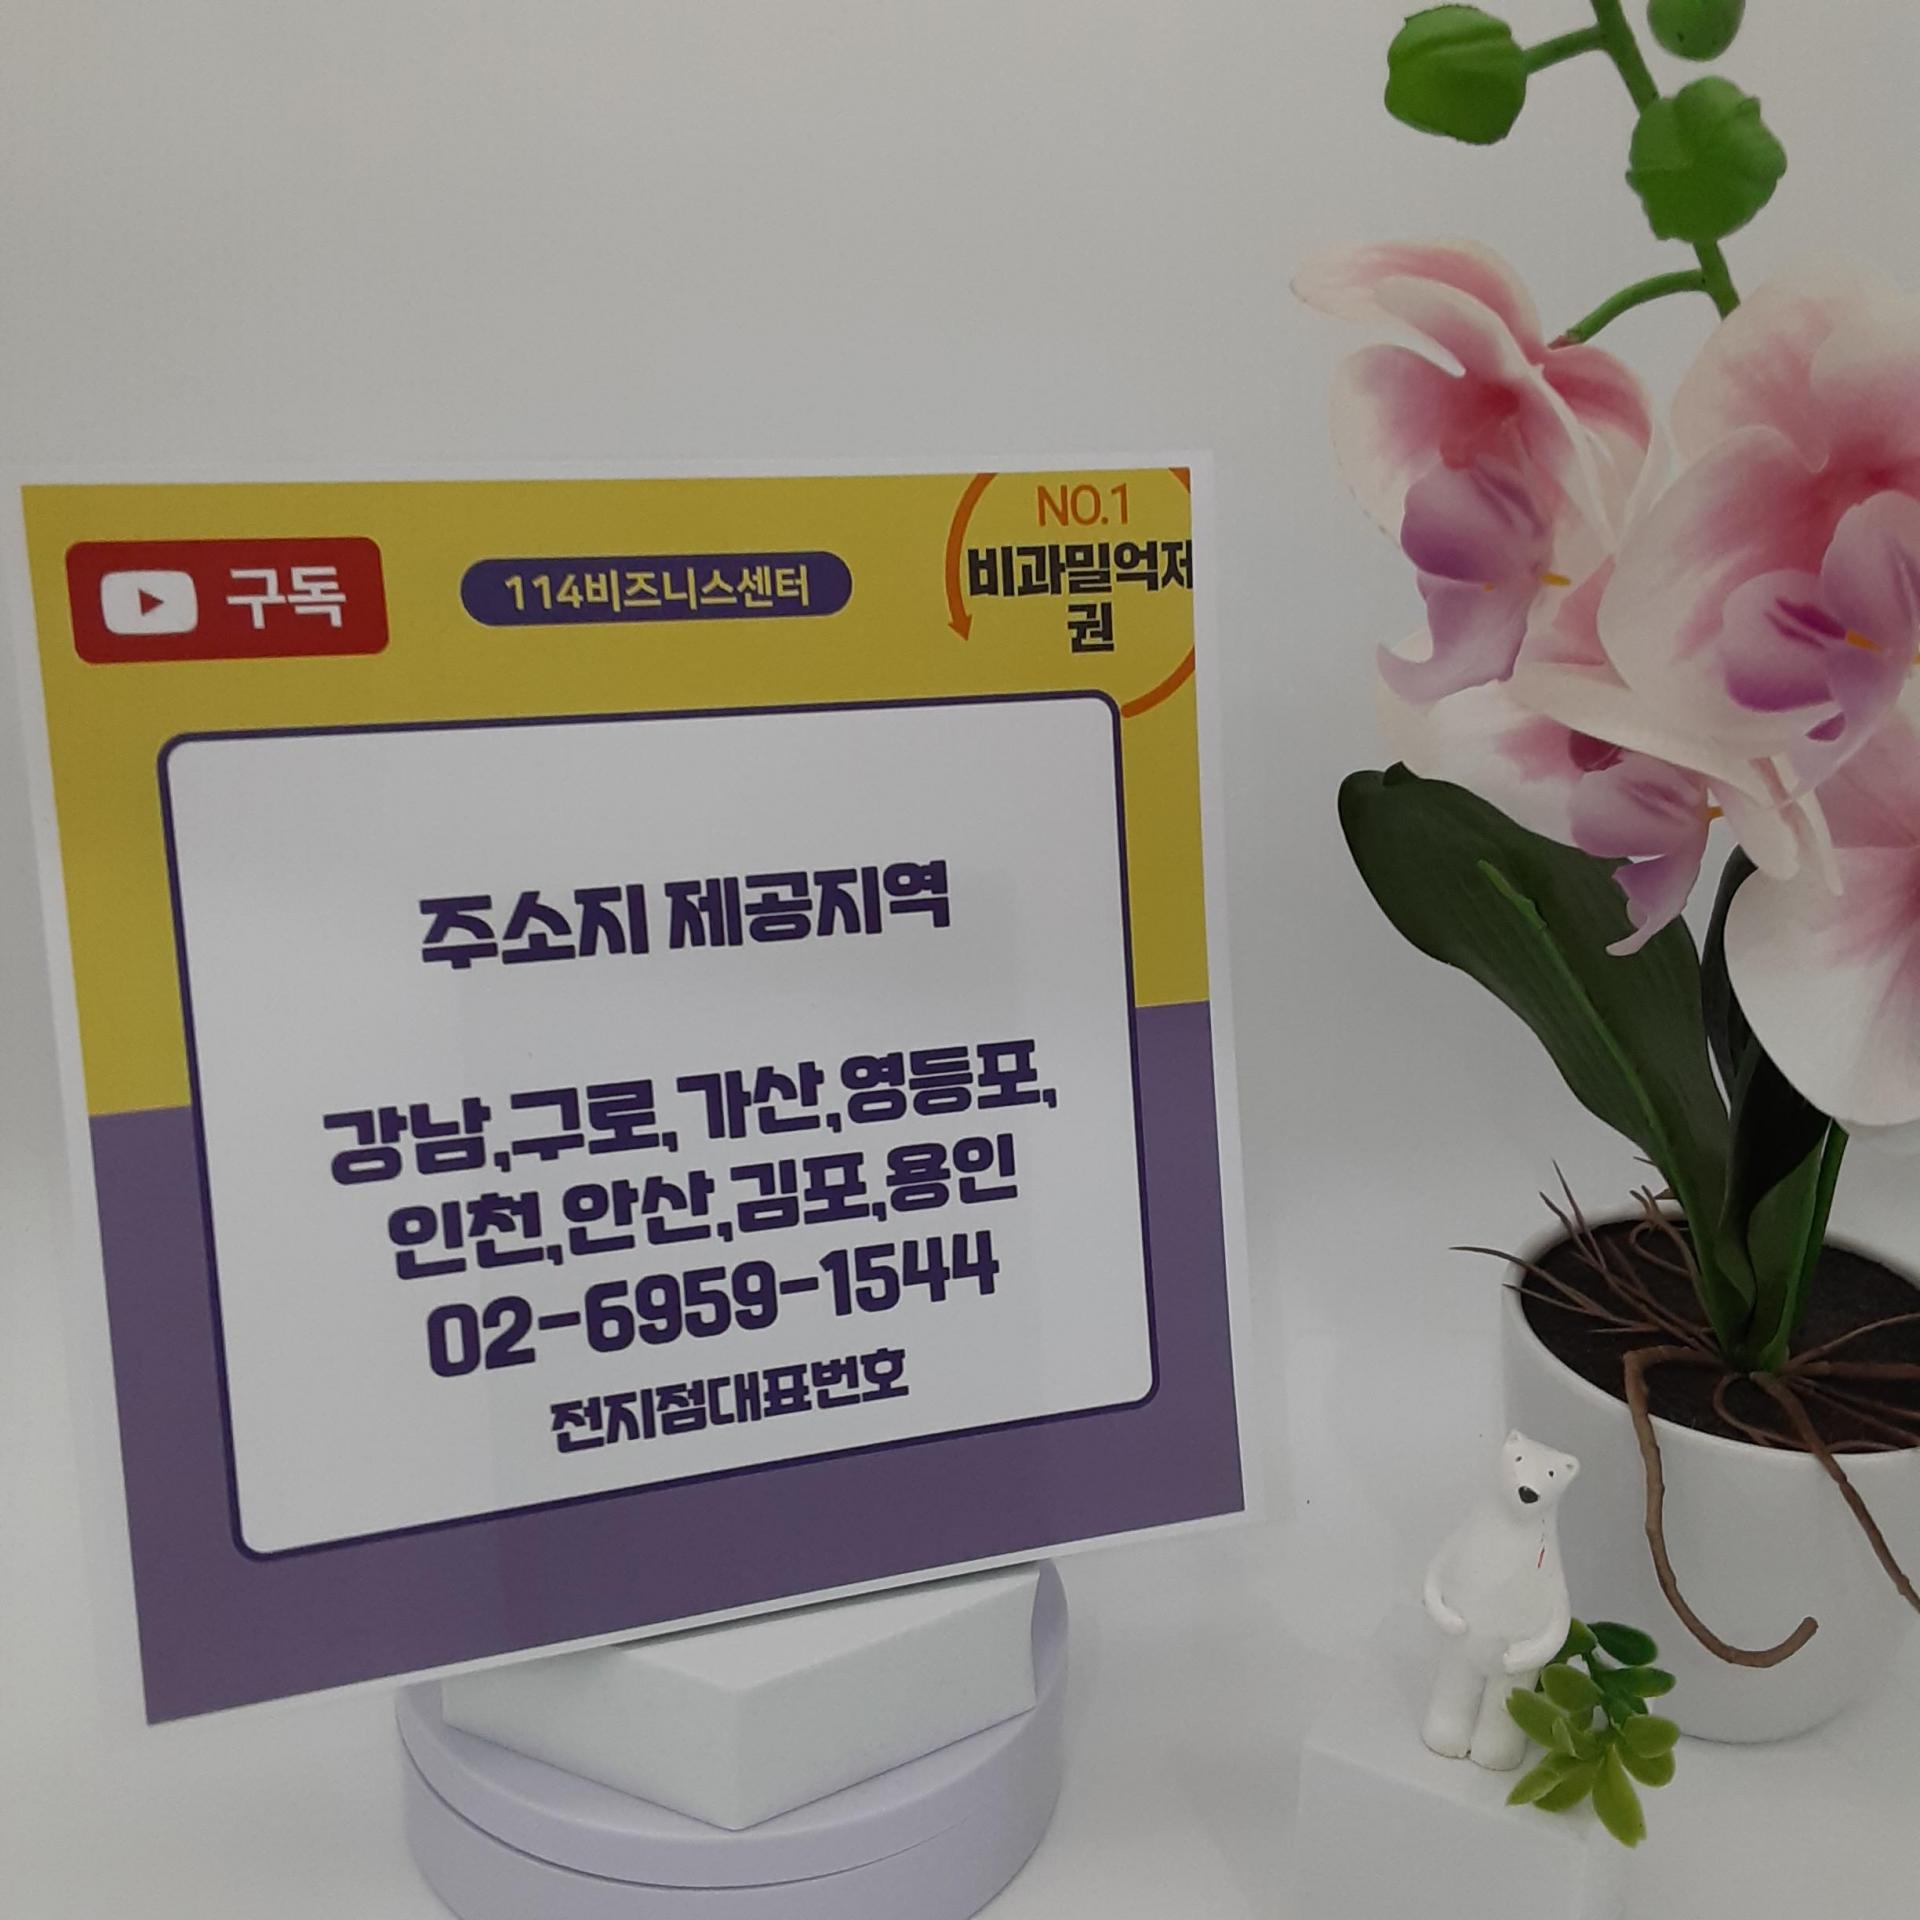 구독
114비즈니스센터
NO.1
비과밀억제
권
주소지 제공지역
강남,구로, 가산,영등포,
인천,안산,김포,용인
02-6959-1544
전지점대표번호